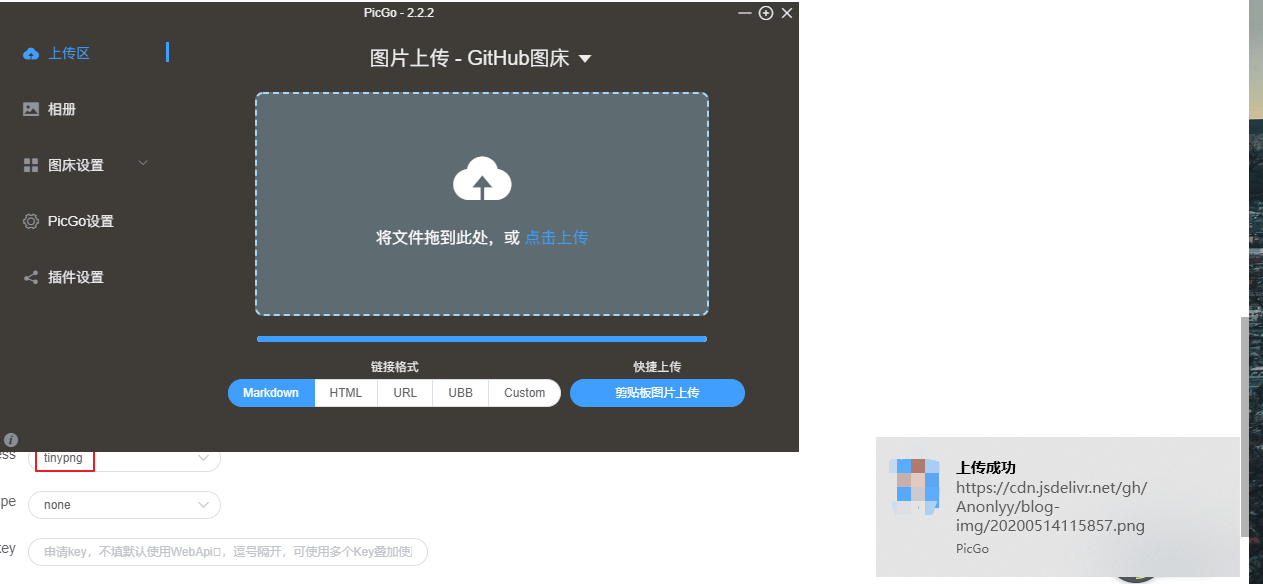 PicGo - 2.2.2
上传区
相册
图床设置
PicGo设置
插件设置
图片上传 - GitHub图床
将文件拖到此处，或 点击上传
链接格式
快捷上传
Markdown
HTML
URL
UBB
Custom
剪贴板图片上传
tinypng
none
申请key，不填默认使用WebApi，逗号隔开，可使用多个Key叠加使
上传成功
https://cdn.jsdelivr.net/gh/
Anonlyy/blog-
img/20200514115857.png
PicGo